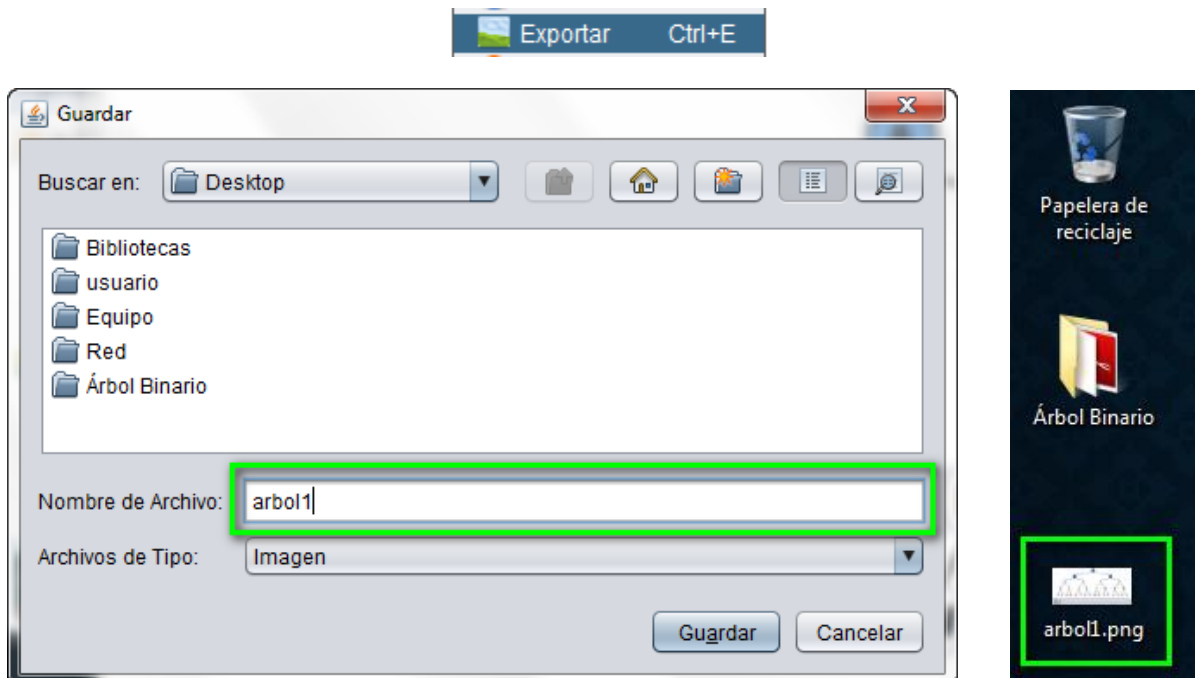 Exportar Ctrl+E
Guardar
Buscar en: Desktop
Bibliotecas
usuario
Equipo
Red
Árbol Binario
Nombre de Archivo: arbol1
Archivos de Tipo: Imagen
Guardar Cancelar
Papelera de
reciclaje
Árbol Binario
arbol1.png